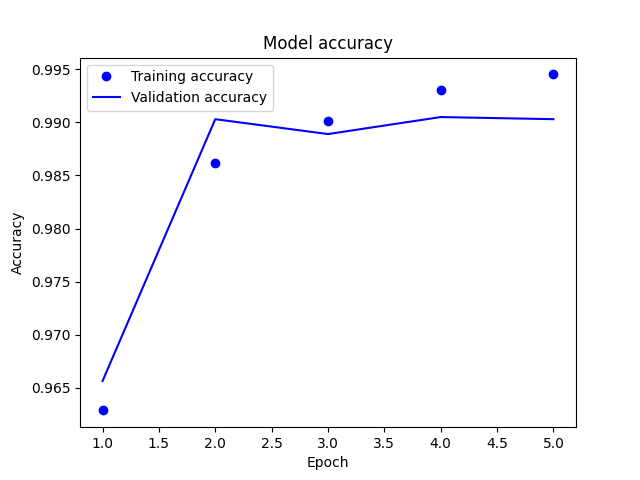 Model accuracy
Training accuracy
Validation accuracy
0.995
0.990
0.985
0.980
0.975
0.970
0.965
Accuracy
1.0 1.5 2.0 2.5 3.0 3.5 4.0 4.5 5.0
Epoch